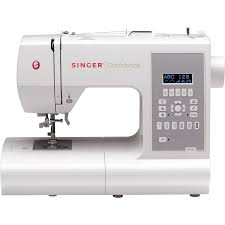 SINGER | Confidence
ABC 123